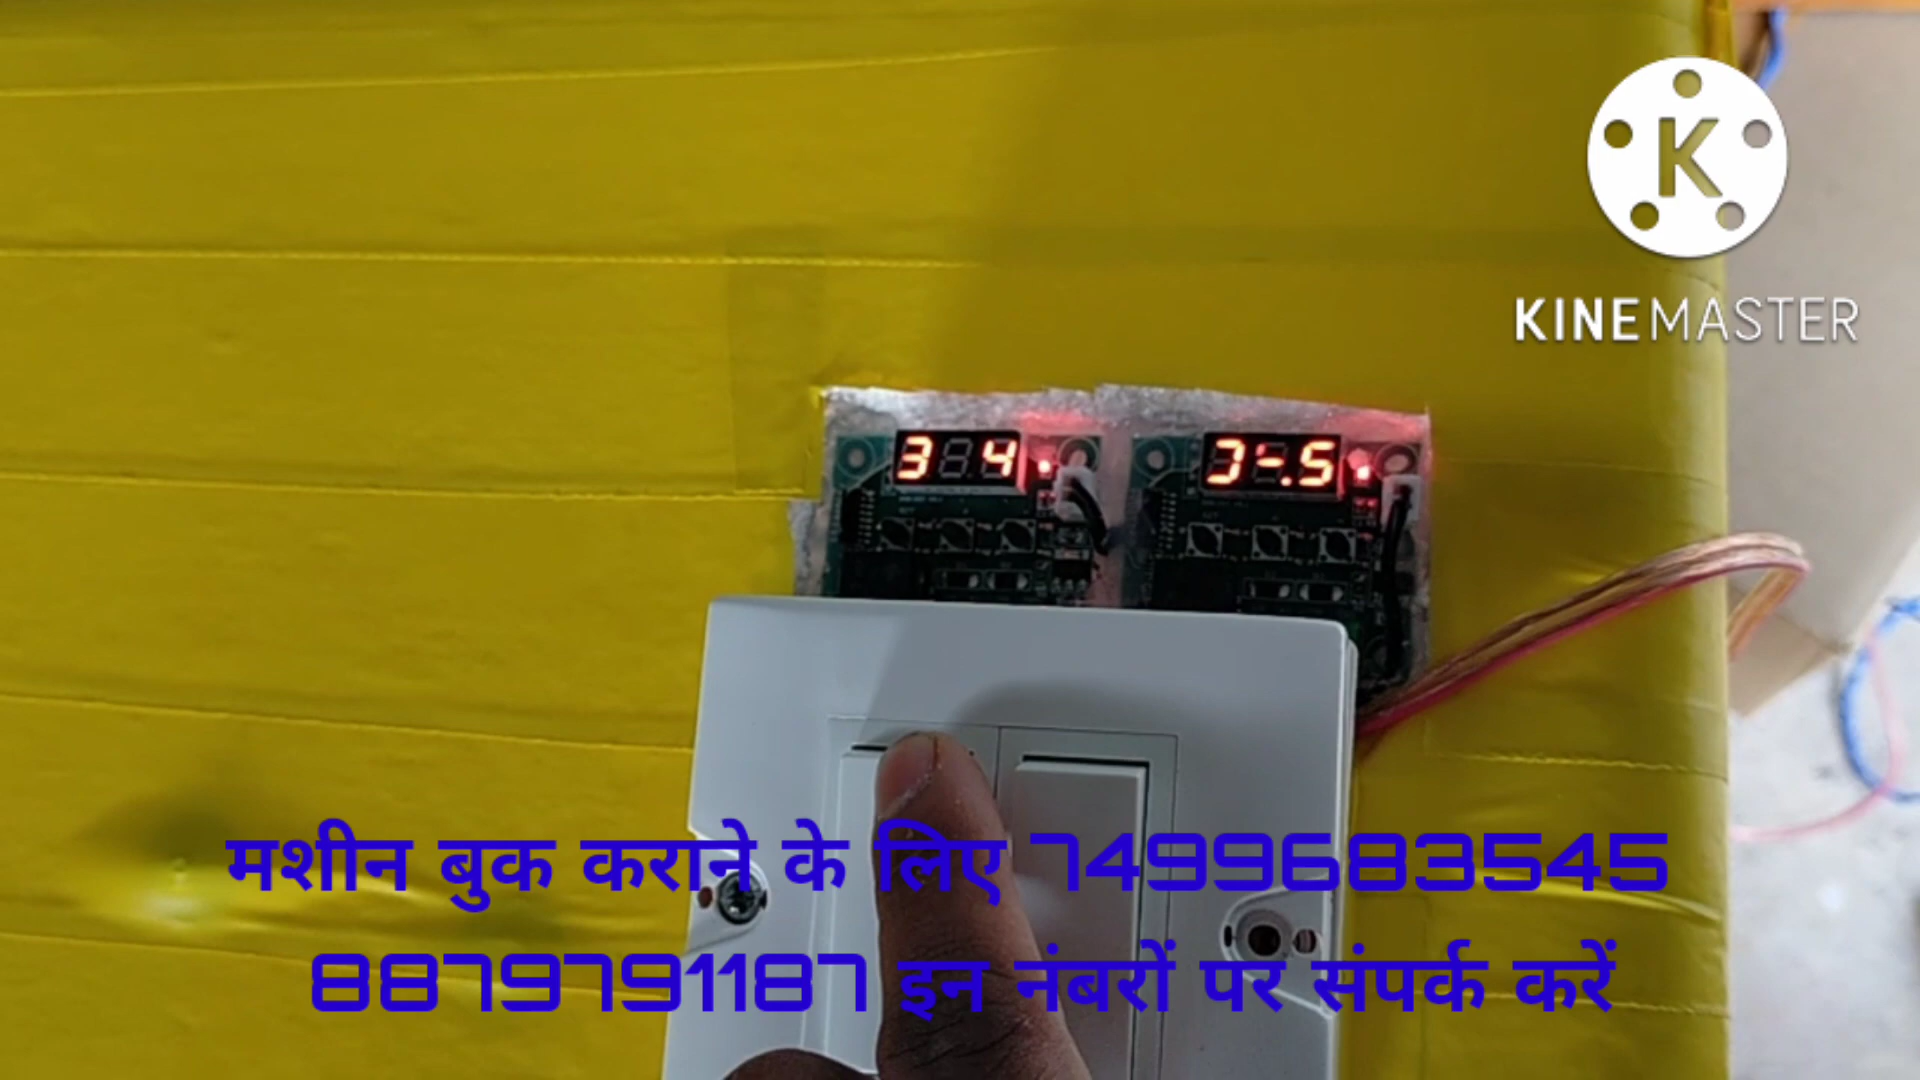 KINEMASTER
मशीन बुक कराने के लिए 7499683545
8879791187 इन नंबरों पर संपर्क करें